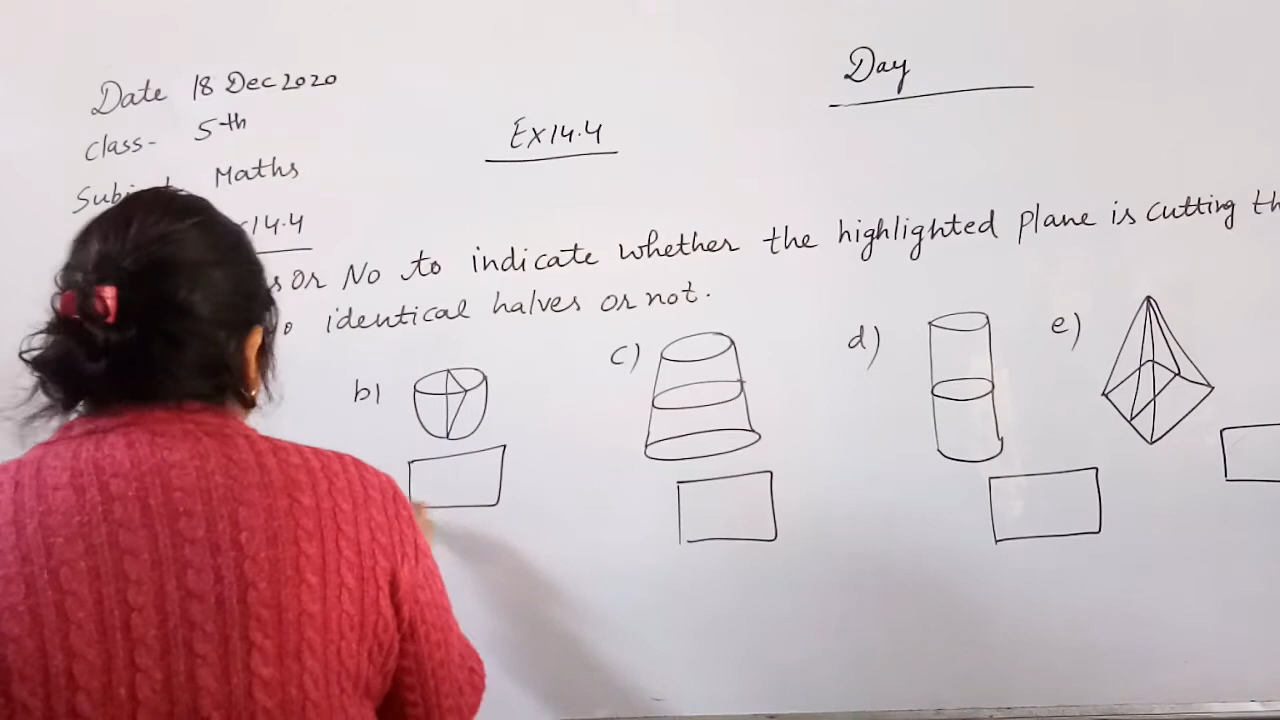 Date 18 Dec 2020
Day
class- 5th
Ex 14.4
Maths
14.4
Or No to indicate whether the highlighted plane is cutting
identical halves or not.
b)
c)
d)
e)